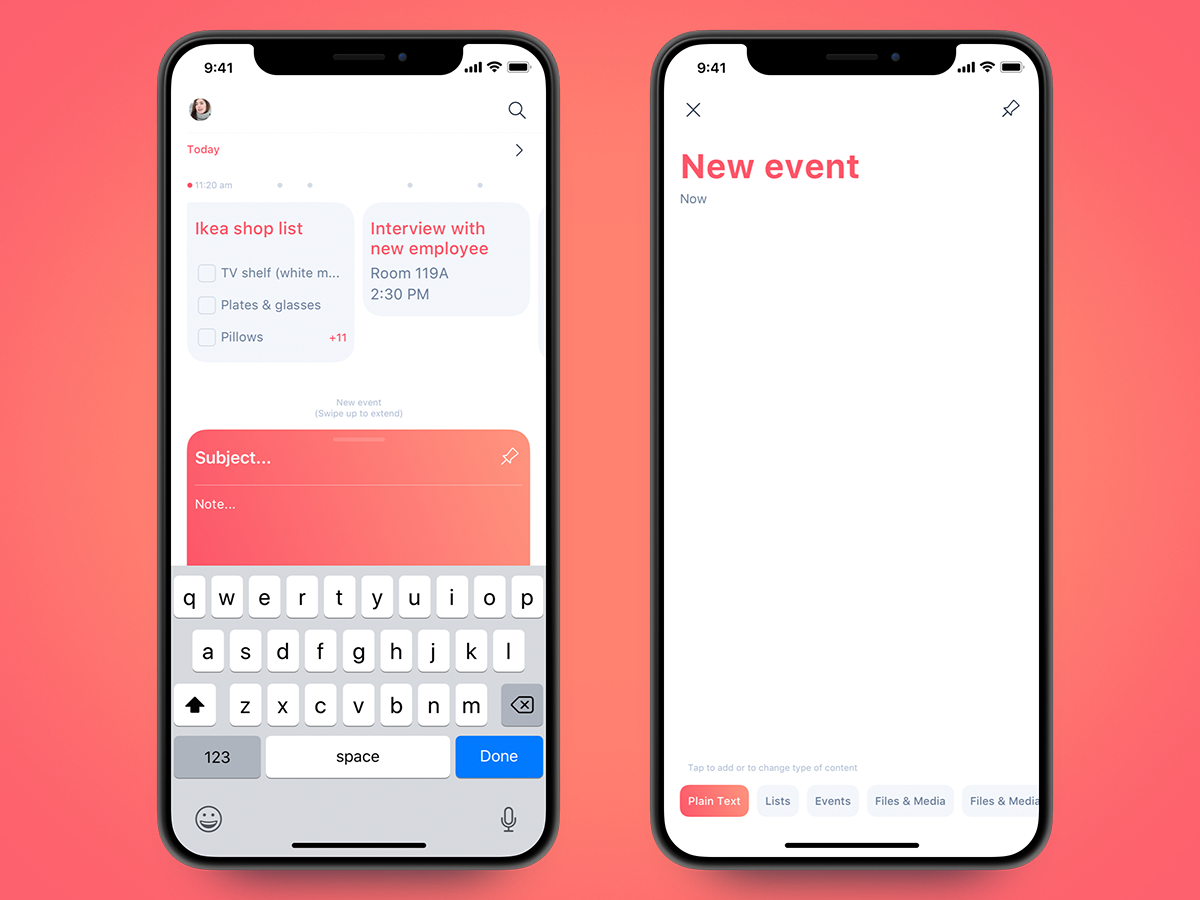 9:41
Today
11:20 am
Ikea shop list
TV shelf (white m...
Plates & glasses
Pillows
+11
Interview with
new employee
Room 119A
2:30 PM
New event
(Swipe up to extend)
Subject...
Note...
q w e r t y u i o p
a s d f g h j k l
z x c v b n m
123 space Done
9:41
New event
Now
Tap to add or to change type of content
Plain Text Lists Events Files & Media Files & Media